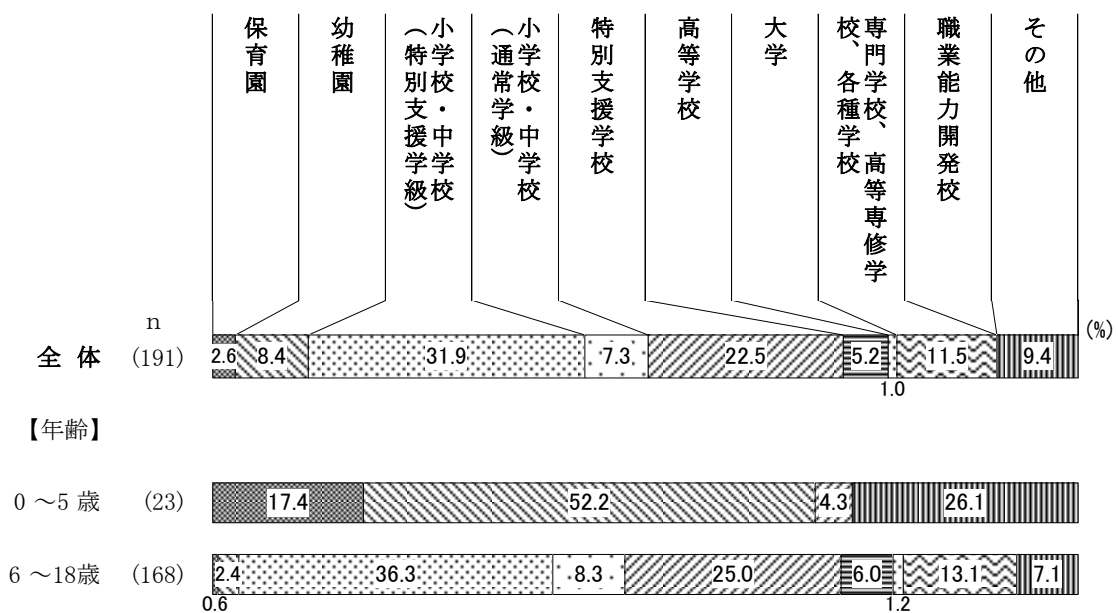 保育園
幼稚園
小学校・中学校
（特別支援学級）
小学校・中学校
（通常学級）
特別支援学校
高等学校
大学
専門学校、高等専修学
校、各種学校
職業能力開発校
その他
n
(%)
全 体 (191) 2.6 8.4 31.9 7.3 22.5 5.2 11.5 9.4
1.0
【年齢】
0 ～5 歳 (23) 17.4 52.2 4.3 26.1
6 ～18歳 (168) 2.4 36.3 8.3 25.0 6.0 13.1 7.1
0.6 1.2